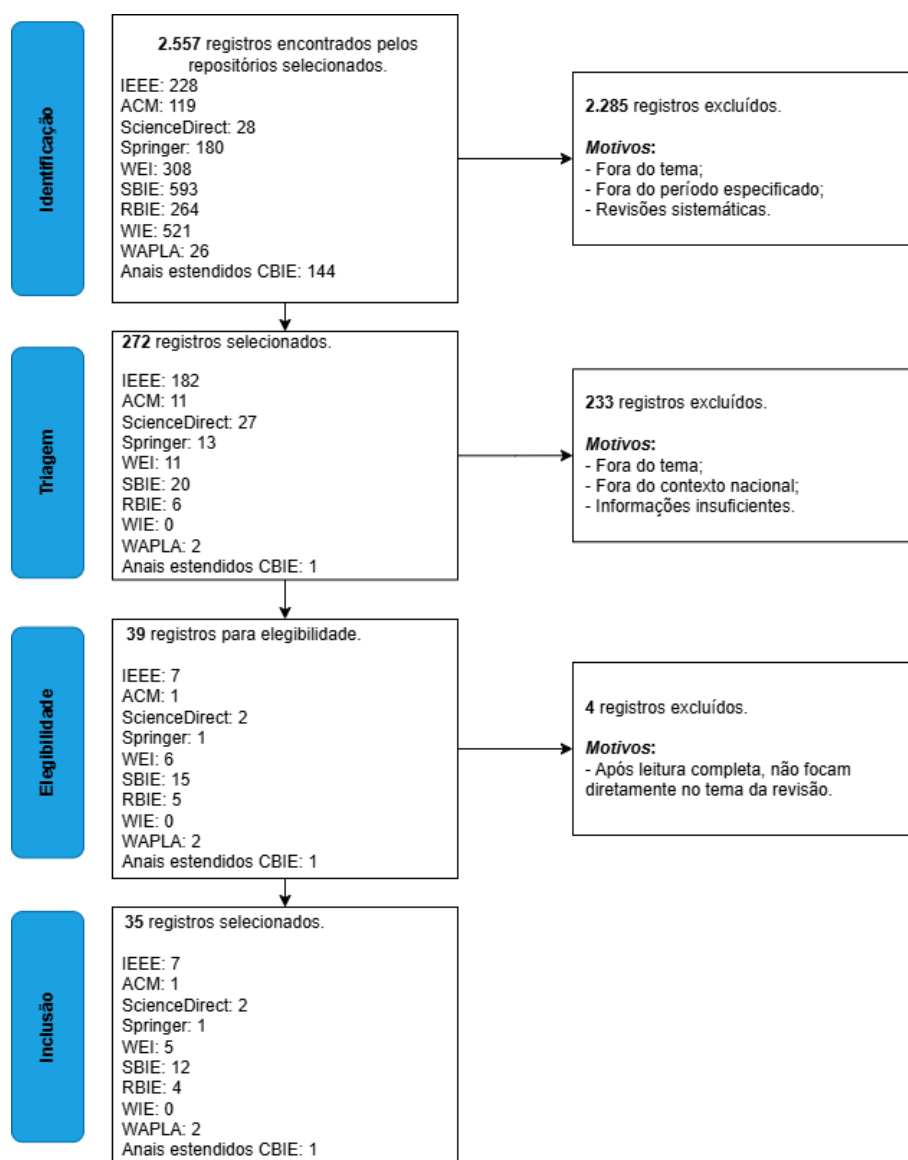 Identificação
2.557 registros encontrados pelos
repositórios selecionados.
IEEE: 228
ACM: 119
ScienceDirect: 28
Springer: 180
WEI: 308
SBIE: 593
RBIE: 264
WIE: 521
WAPLA: 26
Anais estendidos CBIE: 144
2.285 registros excluídos.
Motivos:
- Fora do tema;
- Fora do período especificado;
- Revisões sistemáticas.
Triagem
272 registros selecionados.
IEEE: 182
ACM: 11
ScienceDirect: 27
Springer: 13
WEI: 11
SBIE: 20
RBIE: 6
WIE: 0
WAPLA: 2
Anais estendidos CBIE: 1
233 registros excluídos.
Motivos:
- Fora do tema;
- Fora do contexto nacional;
- Informações insuficientes.
Elegibilidade
39 registros para elegibilidade.
IEEE: 7
ACM: 1
ScienceDirect: 2
Springer: 1
WEI: 6
SBIE: 15
RBIE: 5
WIE: 0
WAPLA: 2
Anais estendidos CBIE: 1
4 registros excluídos.
Motivos:
- Após leitura completa, não focam
diretamente no tema da revisão.
Inclusão
35 registros selecionados.
IEEE: 7
ACM: 1
ScienceDirect: 2
Springer: 1
WEI: 5
SBIE: 12
RBIE: 4
WIE: 0
WAPLA: 2
Anais estendidos CBIE: 1